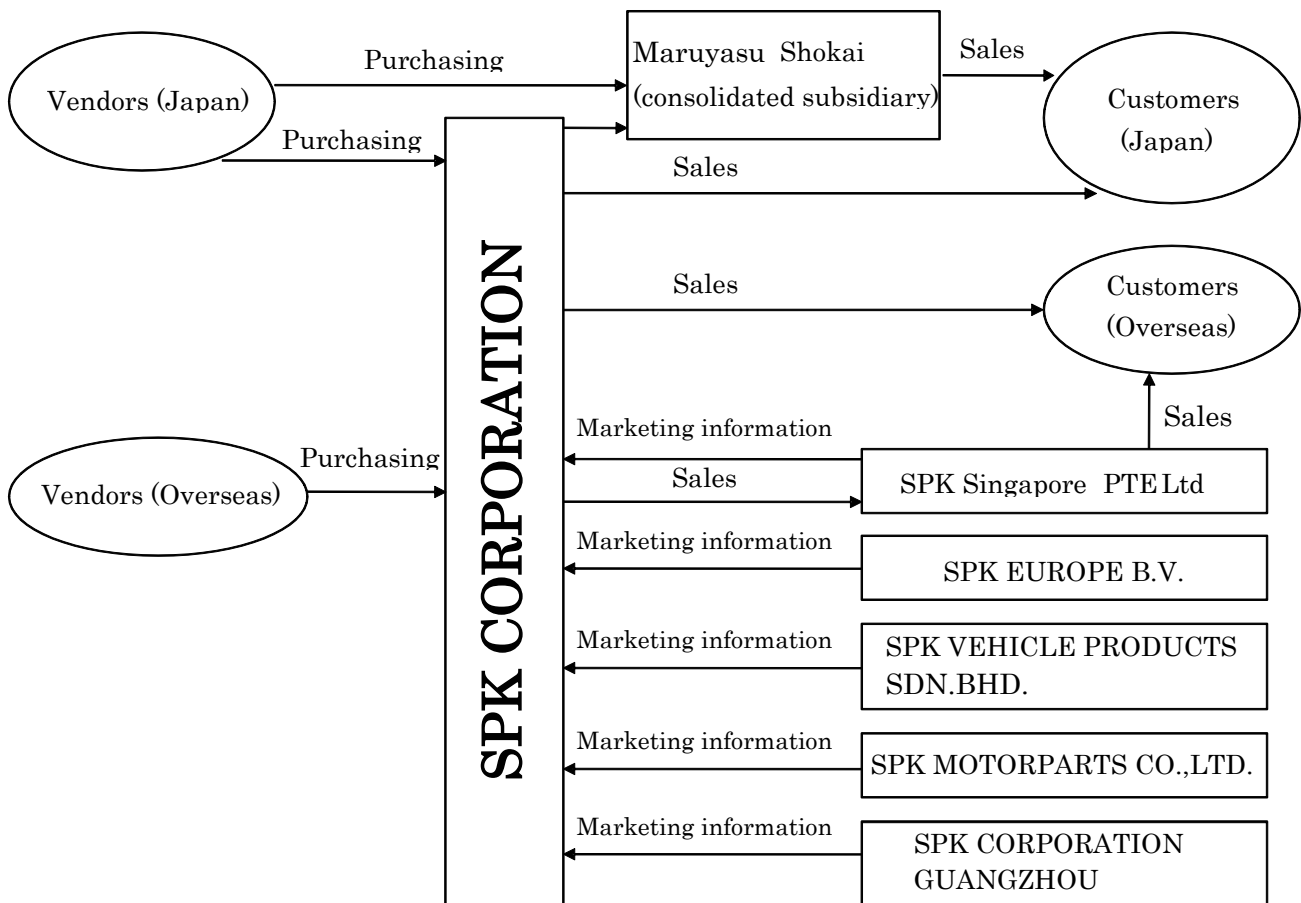 Purchasing
Maruyasu Shokai
(consolidated subsidiary)
Sales
Vendors (Japan)
Customers
(Japan)
Purchasing
Sales
SPK CORPORATION
Sales
Customers
(Overseas)
Marketing information
Sales
Purchasing
Vendors (Overseas)
Sales
SPK Singapore PTE Ltd
Marketing information
SPK EUROPE B.V.
Marketing information
SPK VEHICLE PRODUCTS
SDN.BHD.
Marketing information
SPK MOTORPARTS CO.,LTD.
Marketing information
SPK CORPORATION
GUANGZHOU